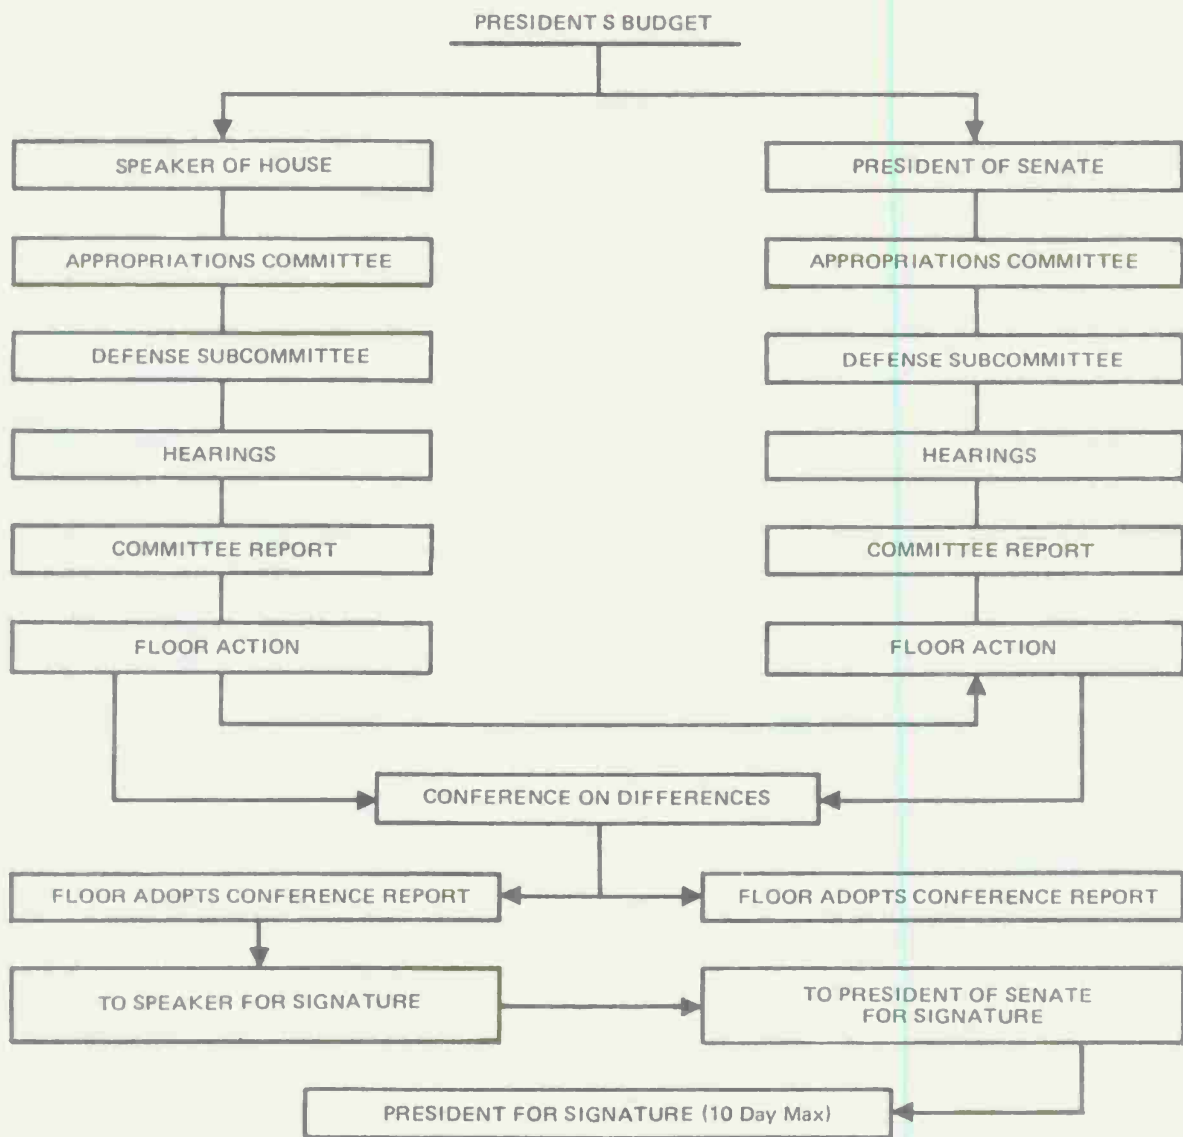 PRESIDENT S BUDGET
SPEAKER OF HOUSE
PRESIDENT OF SENATE
APPROPRIATIONS COMMITTEE
APPROPRIATIONS COMMITTEE
DEFENSE SUBCOMMITTEE
DEFENSE SUBCOMMITTEE
HEARINGS
HEARINGS
COMMITTEE REPORT
COMMITTEE REPORT
FLOOR ACTION
FLOOR ACTION
CONFERENCE ON DIFFERENCES
FLOOR ADOPTS CONFERENCE REPORT
FLOOR ADOPTS CONFERENCE REPORT
TO SPEAKER FOR SIGNATURE
TO PRESIDENT OF SENATE
FOR SIGNATURE
PRESIDENT FOR SIGNATURE (10 Day Max)